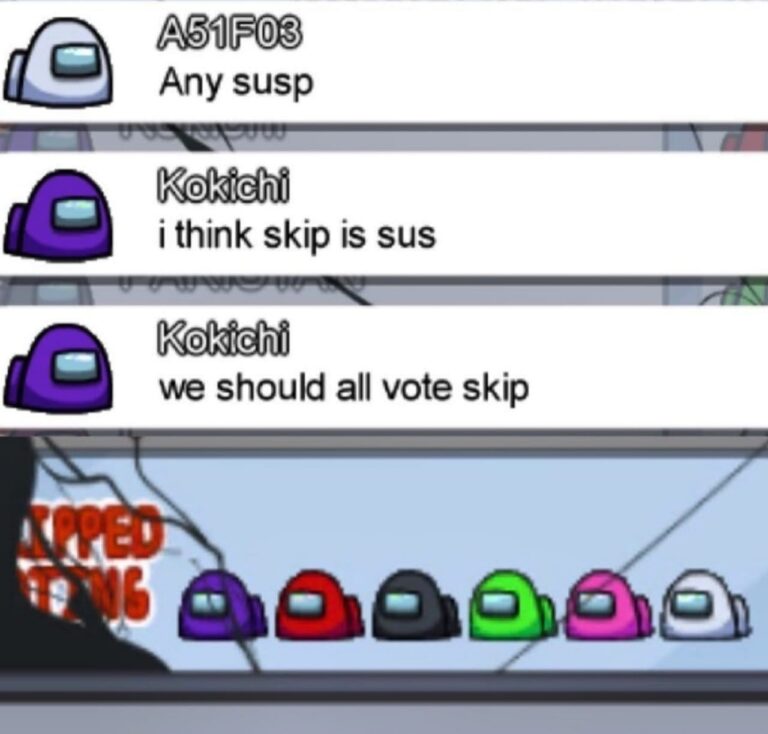 A51F03
Any susp
Kokichi
i think skip is sus
Kokichi
we should all vote skip